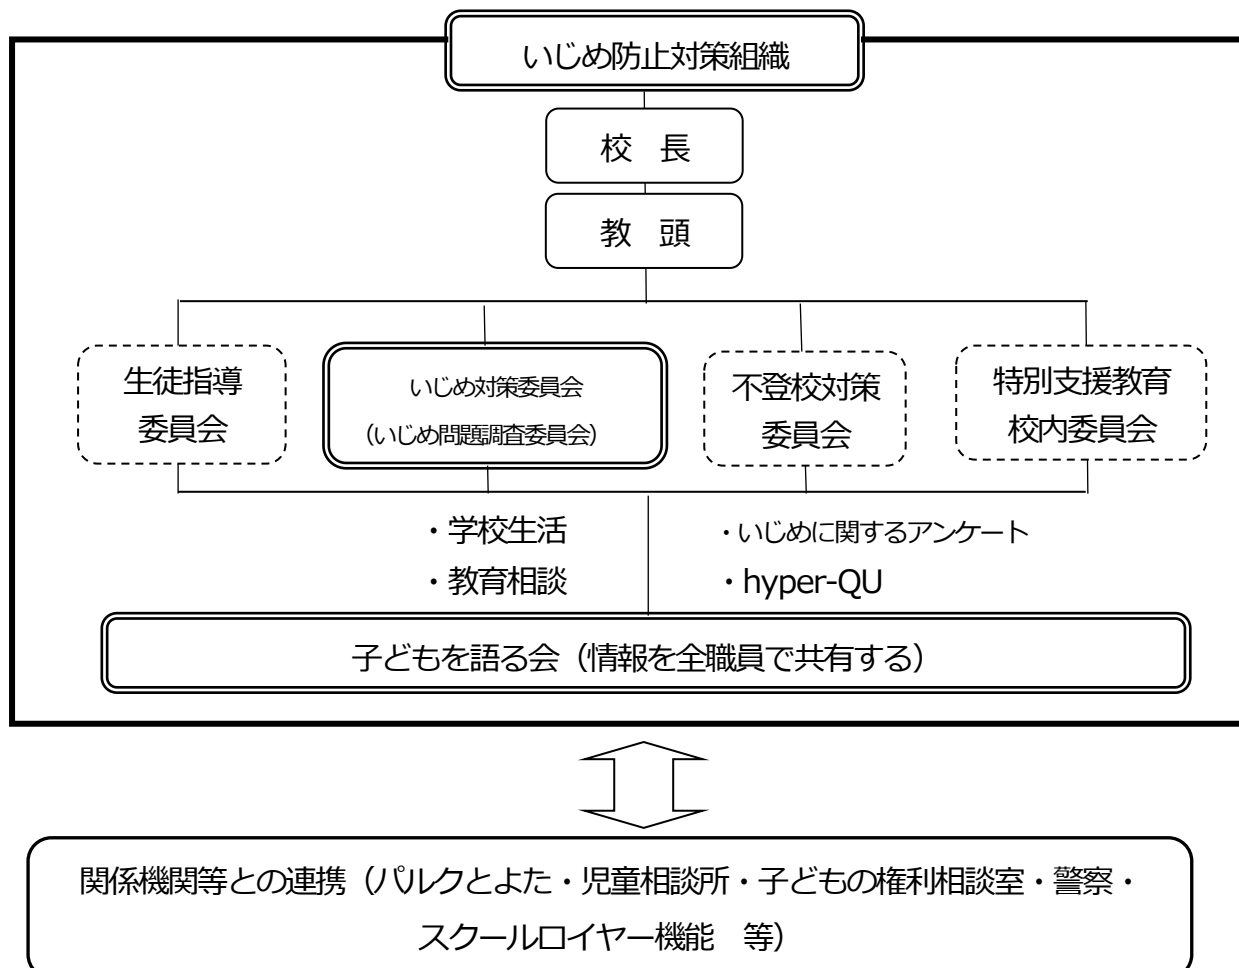 いじめ防止対策組織
校　長
教　頭
生徒指導
委員会
いじめ対策委員会
（いじめ問題調査委員会）
不登校対策
委員会
特別支援教育
校内委員会
・学校生活
・教育相談
・いじめに関するアンケート
・hyper-QU
子どもを語る会（情報を全職員で共有する）
関係機関等との連携（パルクとよた・児童相談所・子どもの権利相談室・警察・
スクールロイヤー機能　等）